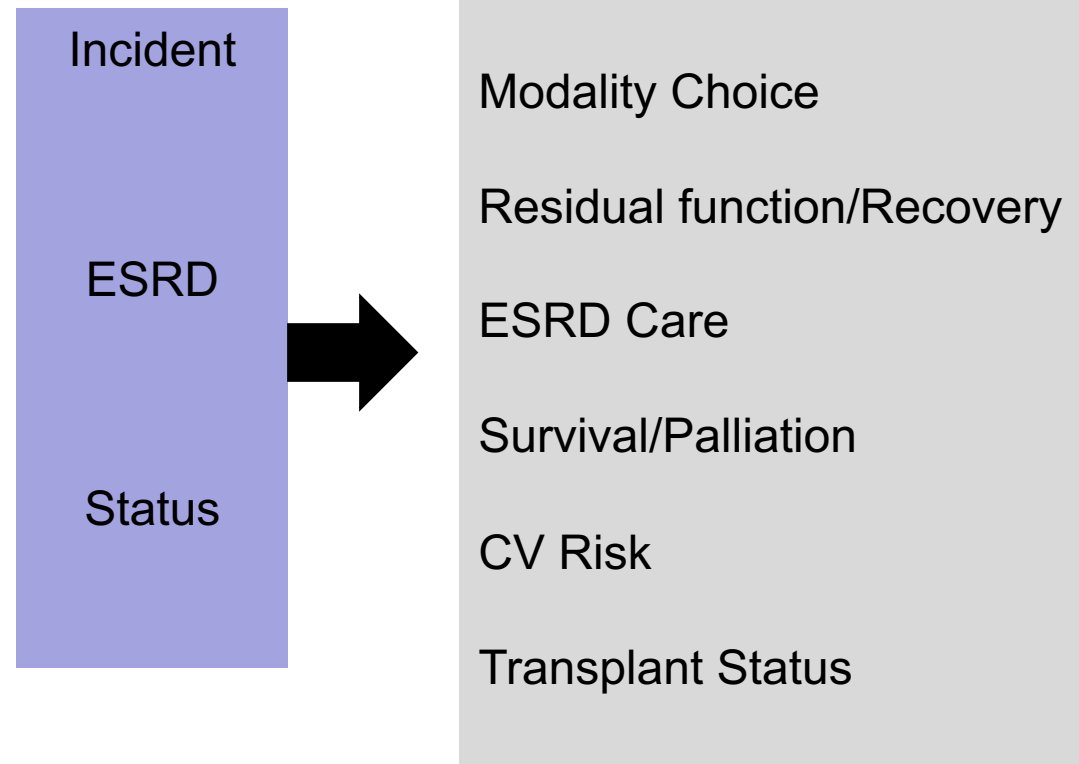 Incident
ESRD
Status
Modality Choice
Residual function/Recovery
ESRD Care
Survival/Palliation
CV Risk
Transplant Status